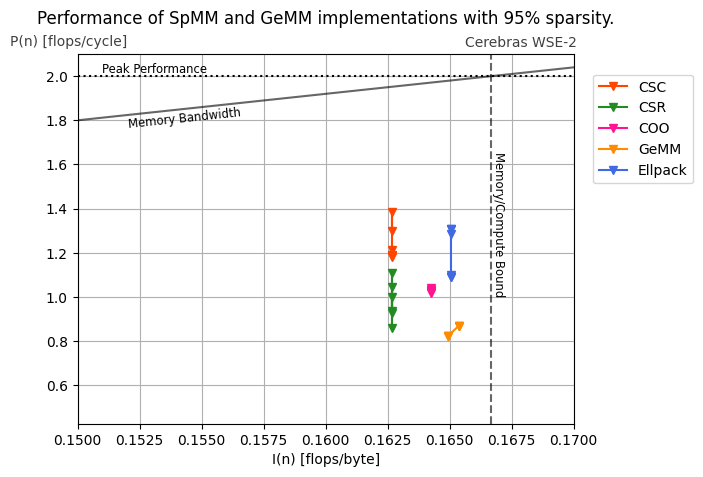 Performance of SpMM and GeMM implementations with 95% sparsity.
P(n) [flops/cycle]
Cerebras WSE-2
Peak Performance
Memory Bandwidth
Memory/Compute Bound
2.0
1.8
1.6
1.4
1.2
1.0
0.8
0.6
0.1500 0.1525 0.1550 0.1575 0.1600 0.1625 0.1650 0.1675 0.1700
I(n) [flops/byte]
CSC
CSR
COO
GeMM
Ellpack